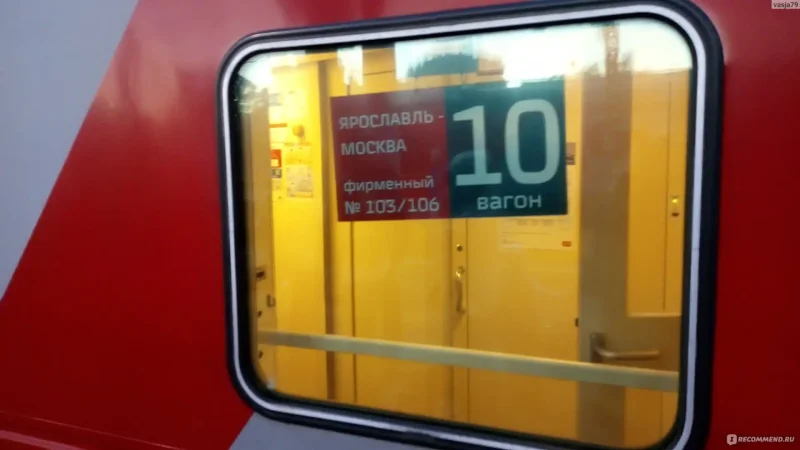 vasja79
ЯРОСЛАВЛЬ -
МОСКВА
фирменный
№ 103/106
10
вагон
RECOMMEND.RU